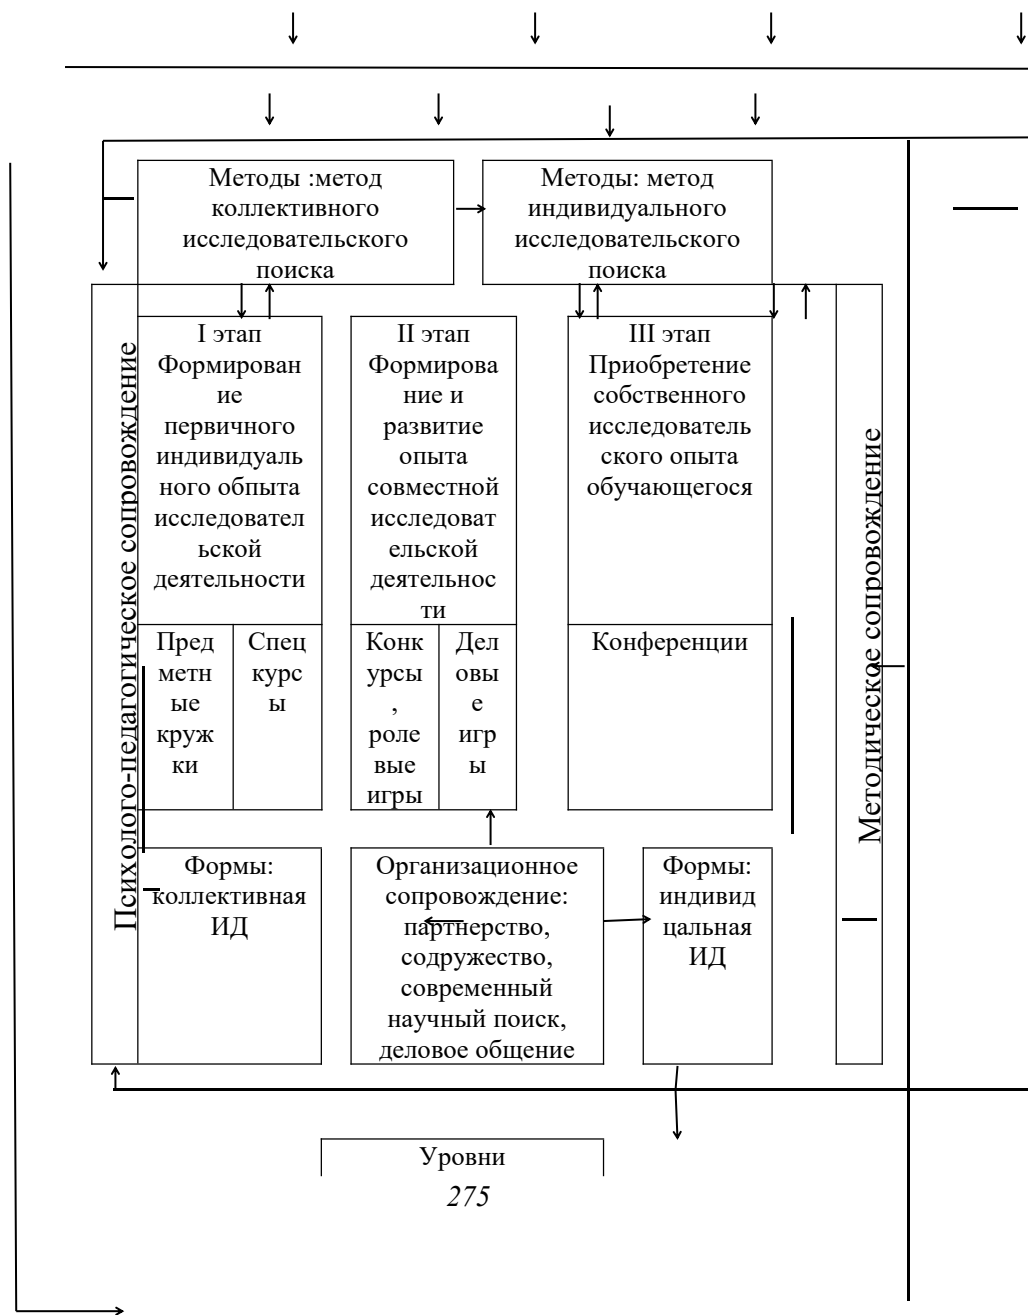 Методы :метод
коллективного
исследовательского
поиска
Методы: метод
индивидуального
исследовательского
поиска
Психолого-педагогическое сопровождение
I этап
Формирован
ие
первичного
индивидуаль
ного обпыта
исследовател
ьской
деятельности
II этап
Формирова
ние и
развитие
опыта
совместной
исследоват
ельской
деятельнос
ти
III этап
Приобретение
собственного
исследователь
ского опыта
обучающегося
Методическое сопровождение
Пред
метн
ые
круж
ки
Спец
курс
ы
Конк
урсы
,
роле
вые
игры
Дел
овы
е
игр
ы
Конференции
Формы:
коллективная
ИД
Организационное
сопровождение:
партнерство,
содружество,
современный
научный поиск,
деловое общение
Формы:
индивид
цальная
ИД
Уровни
275